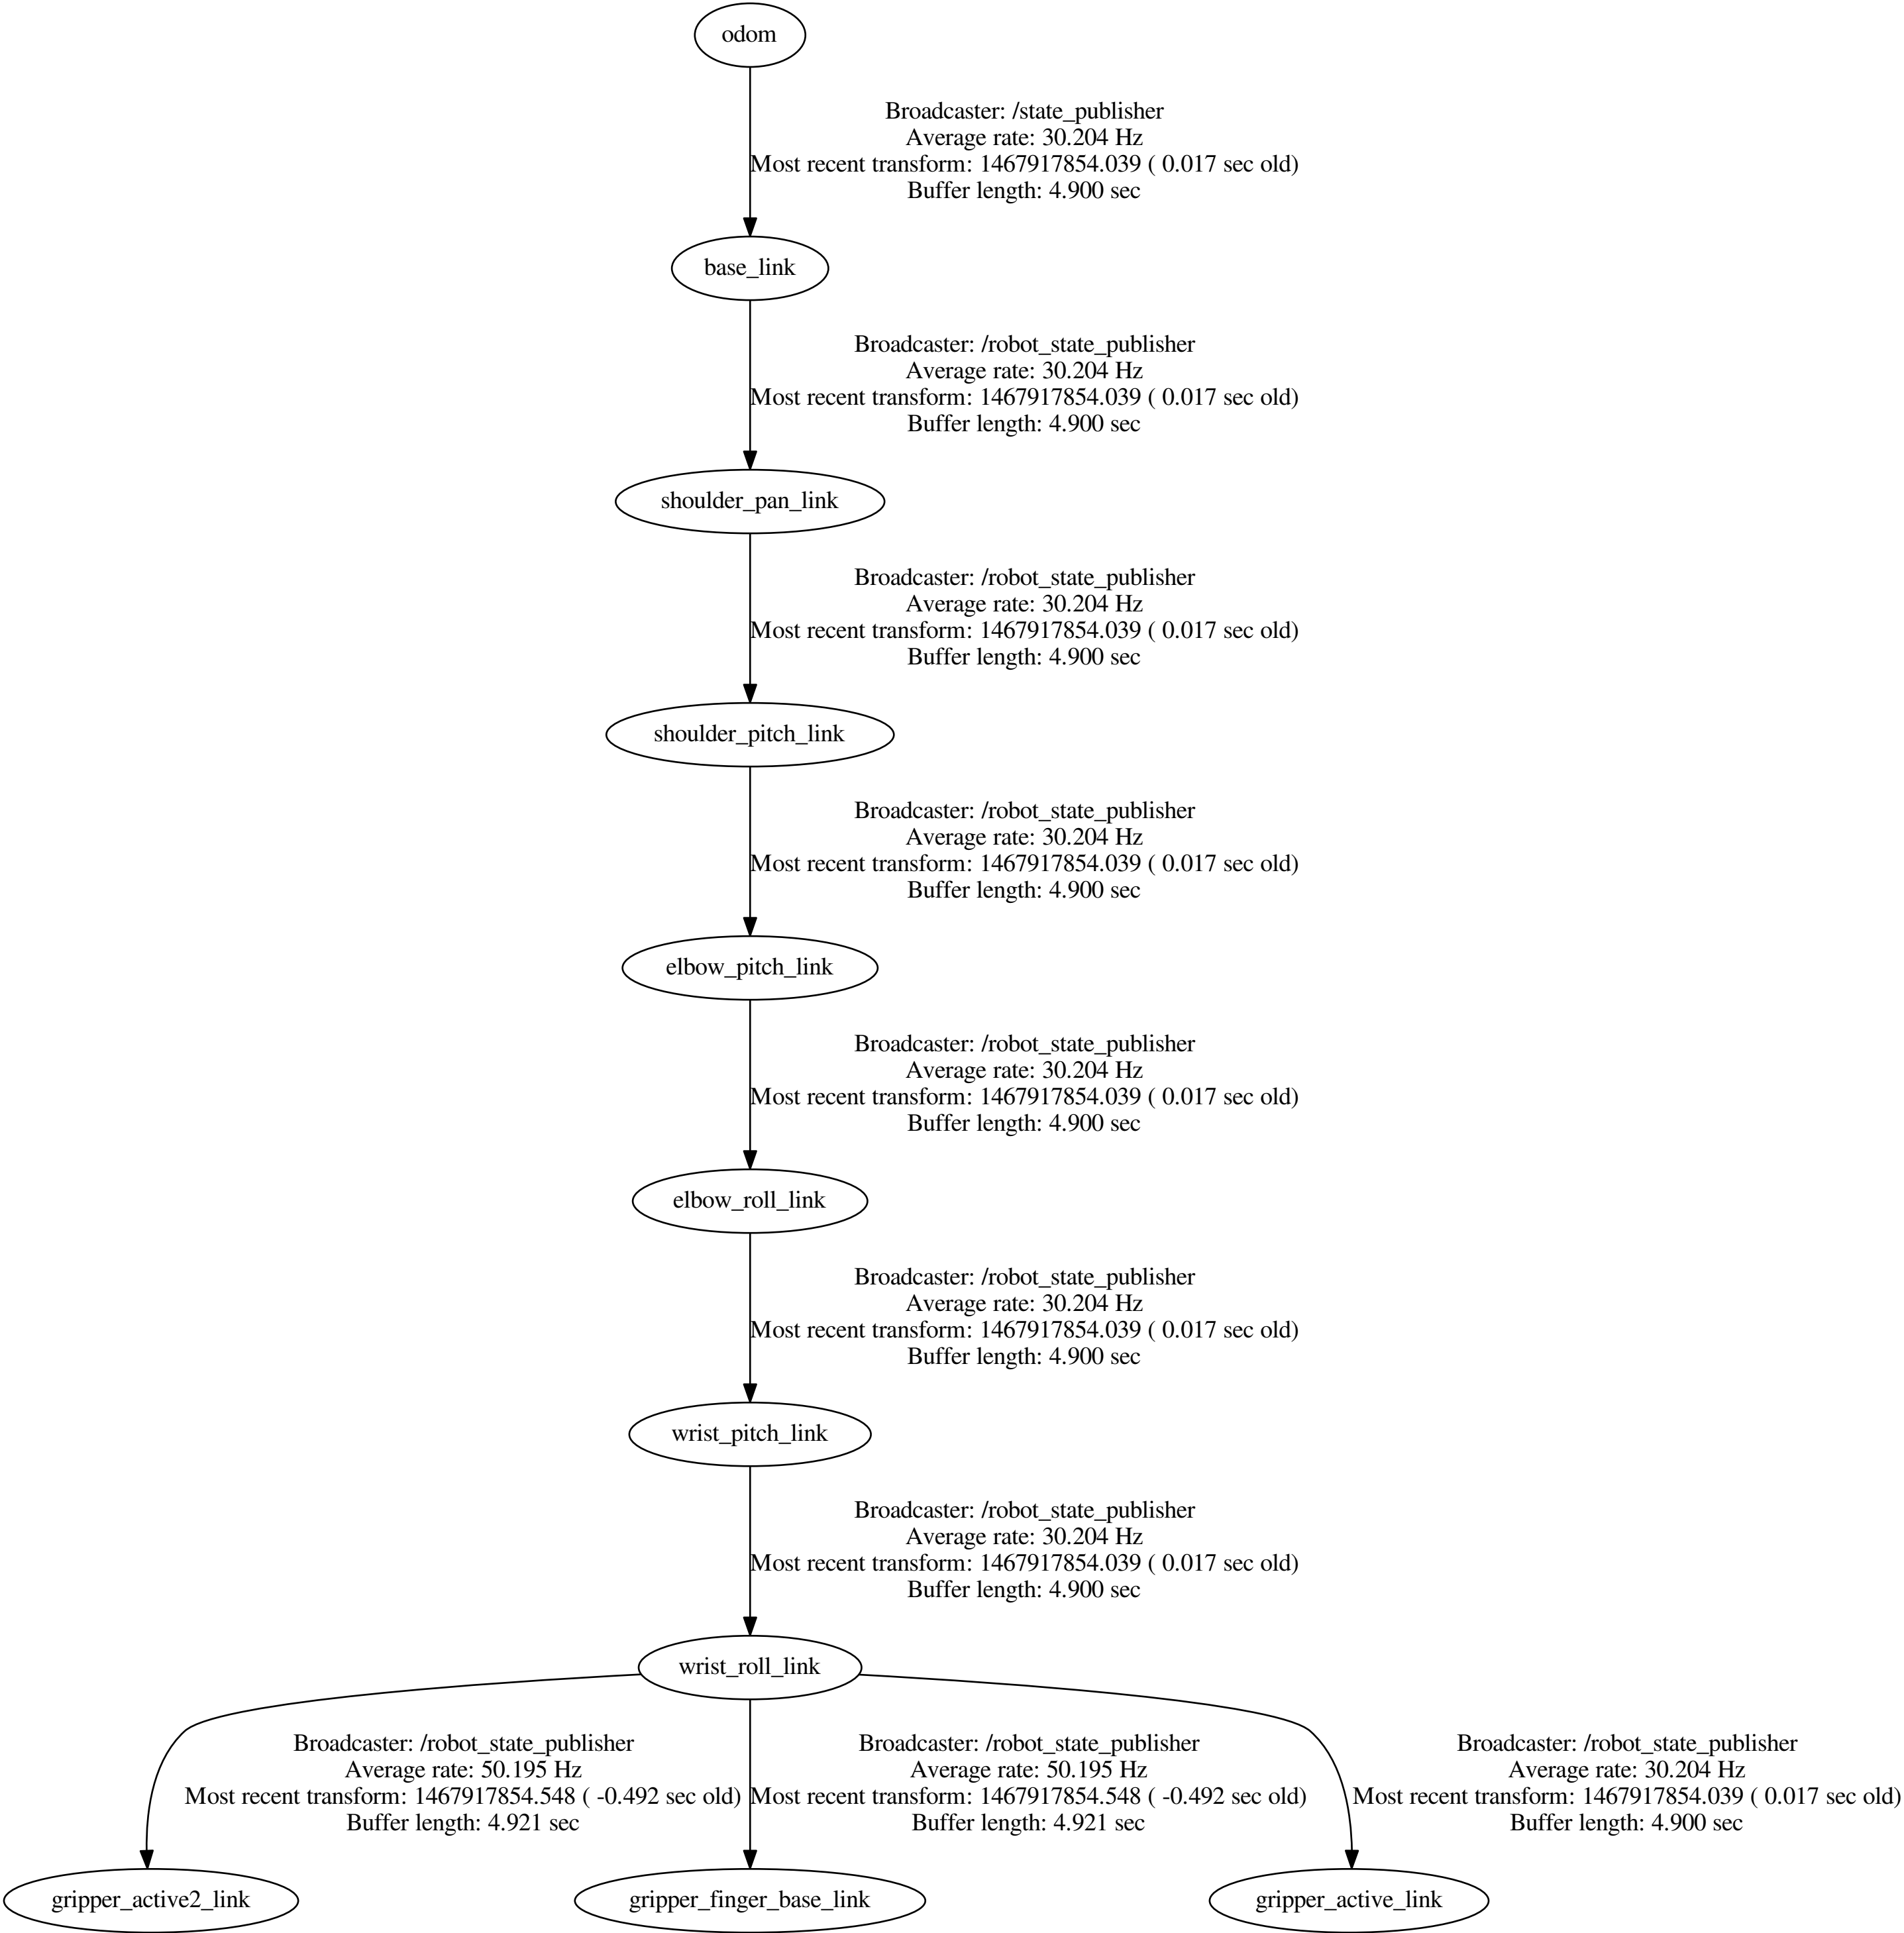 odom
Broadcaster: /state_publisher
Average rate: 30.204 Hz
Most recent transform: 1467917854.039 ( 0.017 sec old)
Buffer length: 4.900 sec
base_link
Broadcaster: /robot_state_publisher
Average rate: 30.204 Hz
Most recent transform: 1467917854.039 ( 0.017 sec old)
Buffer length: 4.900 sec
shoulder_pan_link
Broadcaster: /robot_state_publisher
Average rate: 30.204 Hz
Most recent transform: 1467917854.039 ( 0.017 sec old)
Buffer length: 4.900 sec
shoulder_pitch_link
Broadcaster: /robot_state_publisher
Average rate: 30.204 Hz
Most recent transform: 1467917854.039 ( 0.017 sec old)
Buffer length: 4.900 sec
elbow_pitch_link
Broadcaster: /robot_state_publisher
Average rate: 30.204 Hz
Most recent transform: 1467917854.039 ( 0.017 sec old)
Buffer length: 4.900 sec
elbow_roll_link
Broadcaster: /robot_state_publisher
Average rate: 30.204 Hz
Most recent transform: 1467917854.039 ( 0.017 sec old)
Buffer length: 4.900 sec
wrist_pitch_link
Broadcaster: /robot_state_publisher
Average rate: 30.204 Hz
Most recent transform: 1467917854.039 ( 0.017 sec old)
Buffer length: 4.900 sec
wrist_roll_link
Broadcaster: /robot_state_publisher
Average rate: 50.195 Hz
Most recent transform: 1467917854.548 ( -0.492 sec old)
Buffer length: 4.921 sec
Broadcaster: /robot_state_publisher
Average rate: 50.195 Hz
Most recent transform: 1467917854.548 ( -0.492 sec old)
Buffer length: 4.921 sec
Broadcaster: /robot_state_publisher
Average rate: 30.204 Hz
Most recent transform: 1467917854.039 ( 0.017 sec old)
Buffer length: 4.900 sec
gripper_active2_link
gripper_finger_base_link
gripper_active_link